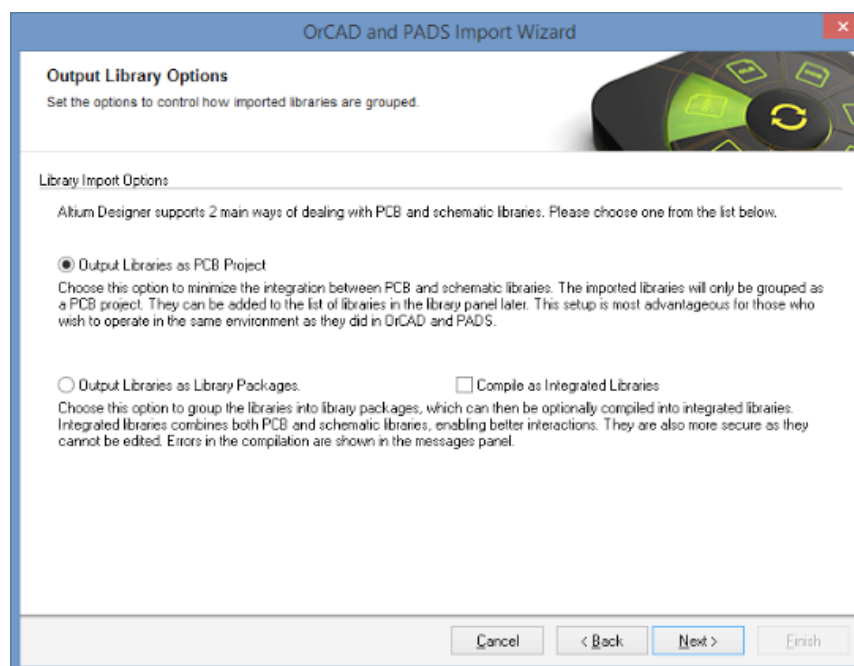 OrCAD and PADS Import Wizard
Output Library Options
Set the options to control how imported libraries are grouped.
Library Import Options
Altium Designer supports 2 main ways of dealing with PCB and schematic libraries. Please choose one from the list below.
Output Libraries as PCB Project
Choose this option to minimize the integration between PCB and schematic libraries. The imported libraries will only be grouped as
a PCB project. They can be added to the list of libraries in the library panel later. This setup is most advantageous for those who
wish to operate in the same environment as they did in OrCAD and PADS.
Output Libraries as Library Packages. Compile as Integrated Libraries
Choose this option to group the libraries into library packages, which can then be optionally compiled into integrated libraries.
Integrated libraries combines both PCB and schematic libraries, enabling better interactions. They are also more secure as they
cannot be edited. Errors in the compilation are shown in the messages panel.
Cancel < Back Next > Finish